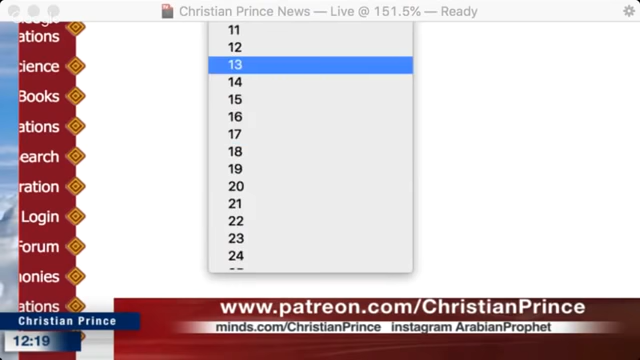 Christian Prince News — Live @ 151.5% — Ready
ations
ience
Books
ations
earch
ration
Login
Forum
onies
ations
11
12
13
14
15
16
17
18
19
20
21
22
23
24
www.patreon.com/ChristianPrince
minds.com/ChristianPrince instagram ArabianProphet
Christian Prince
12:19